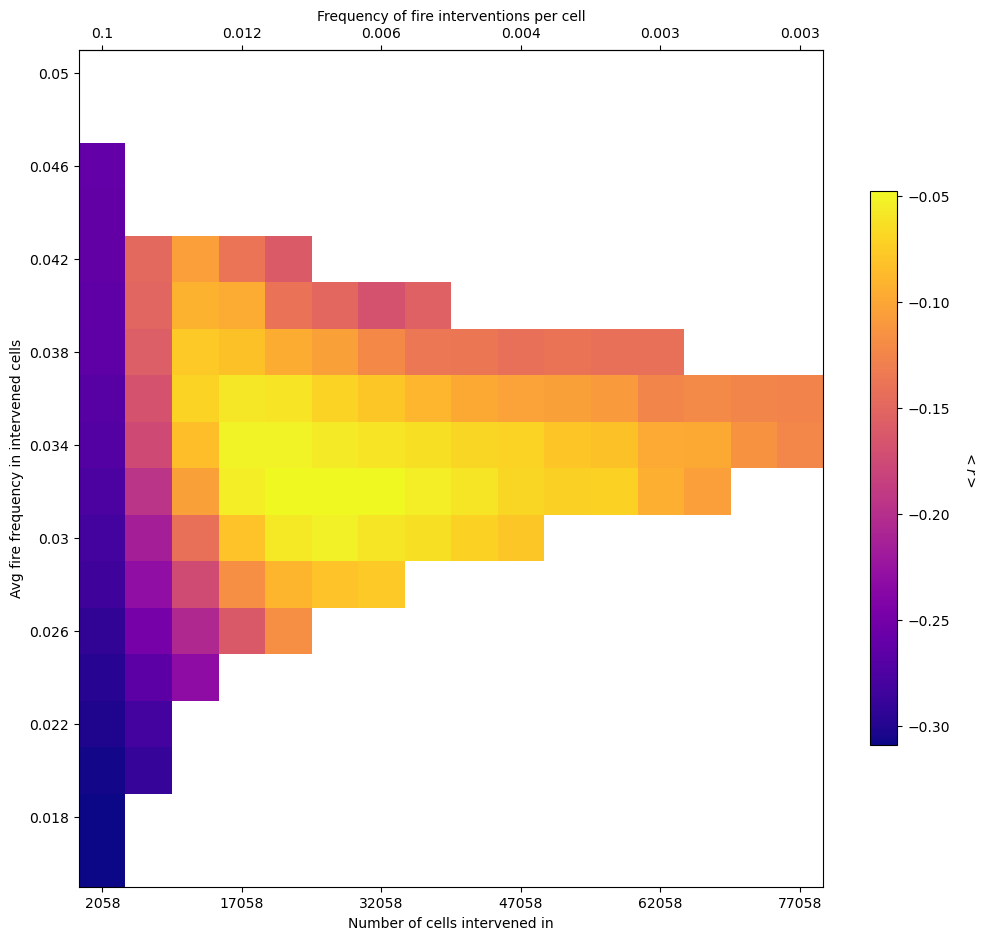 Frequency of fire interventions per cell
0.1 0.012 0.006 0.004 0.003 0.003
0.05
0.046
0.042
0.038
0.034
0.03
0.026
0.022
0.018
Avg fire frequency in intervened cells
2058 17058 32058 47058 62058 77058
Number of cells intervened in
−0.05
−0.10
−0.15
−0.20
−0.25
−0.30
< r >